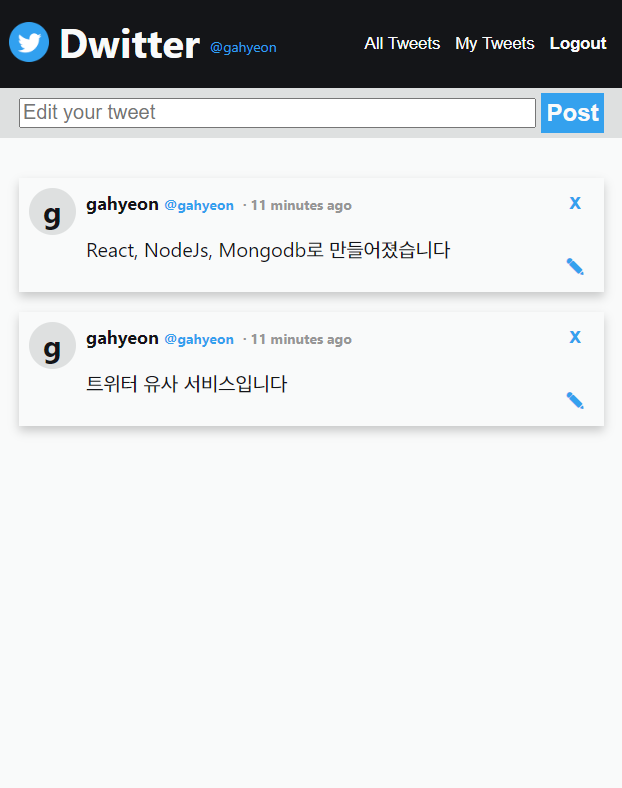 Dwitter @gahyeon All Tweets My Tweets Logout
Edit your tweet Post
g gahyeon @gahyeon · 11 minutes ago X
React, NodeJs, Mongodb로 만들어졌습니다
g gahyeon @gahyeon · 11 minutes ago X
트위터 유사 서비스입니다